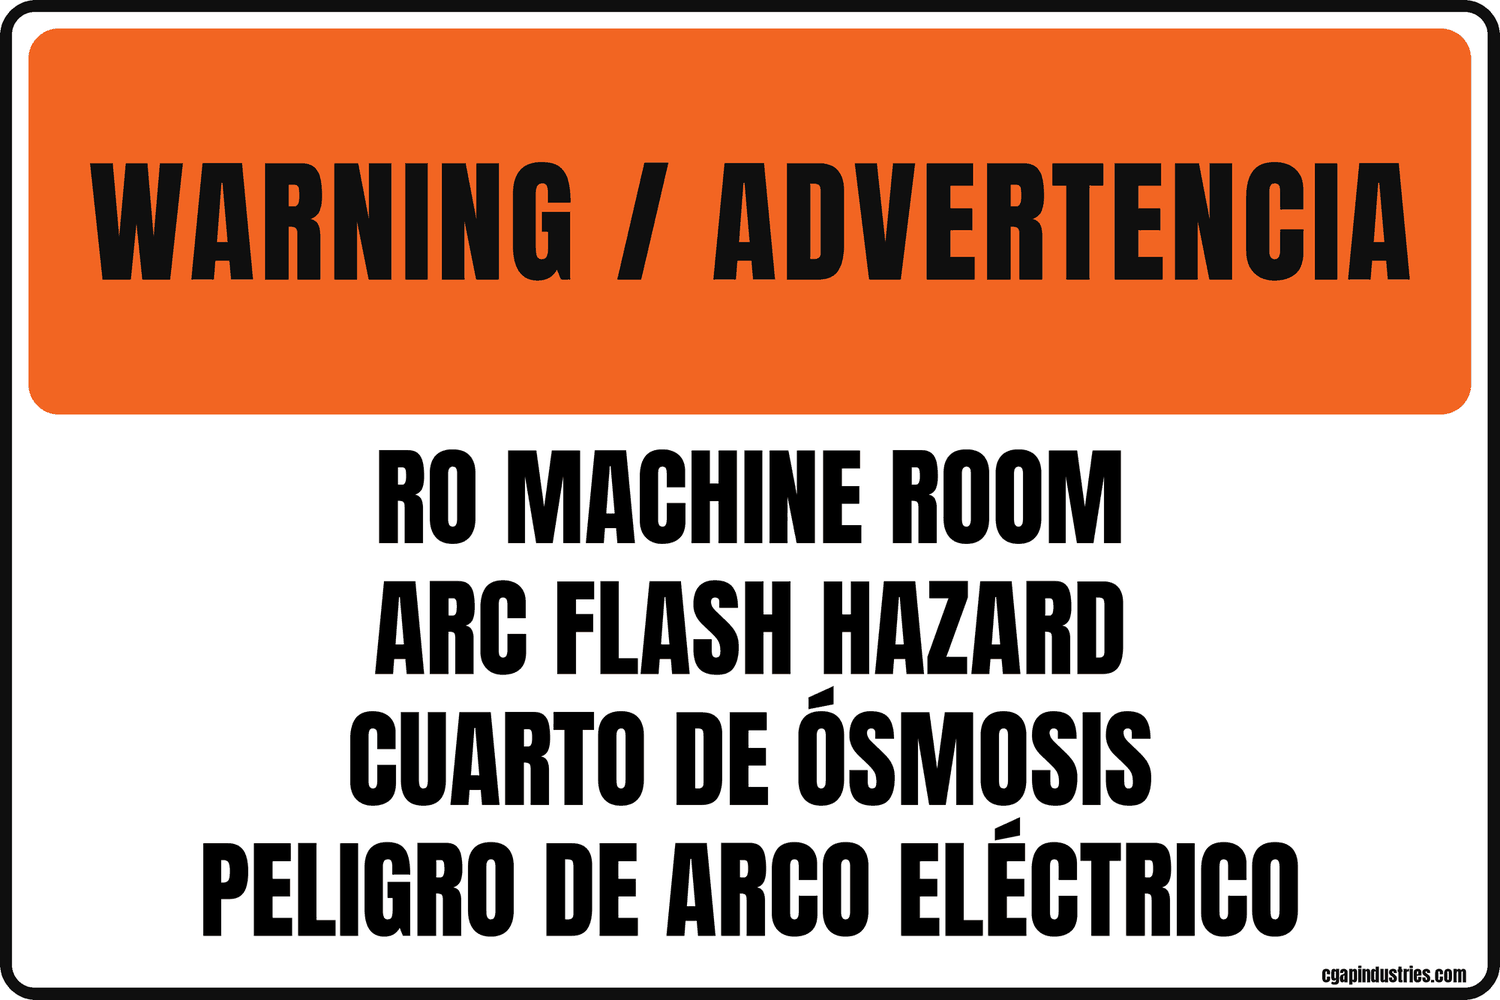 WARNING / ADVERTENCIA
RO MACHINE ROOM
ARC FLASH HAZARD
CUARTO DE ÓSMOSIS
PELIGRO DE ARCO ELÉCTRICO
cgapindustries.com